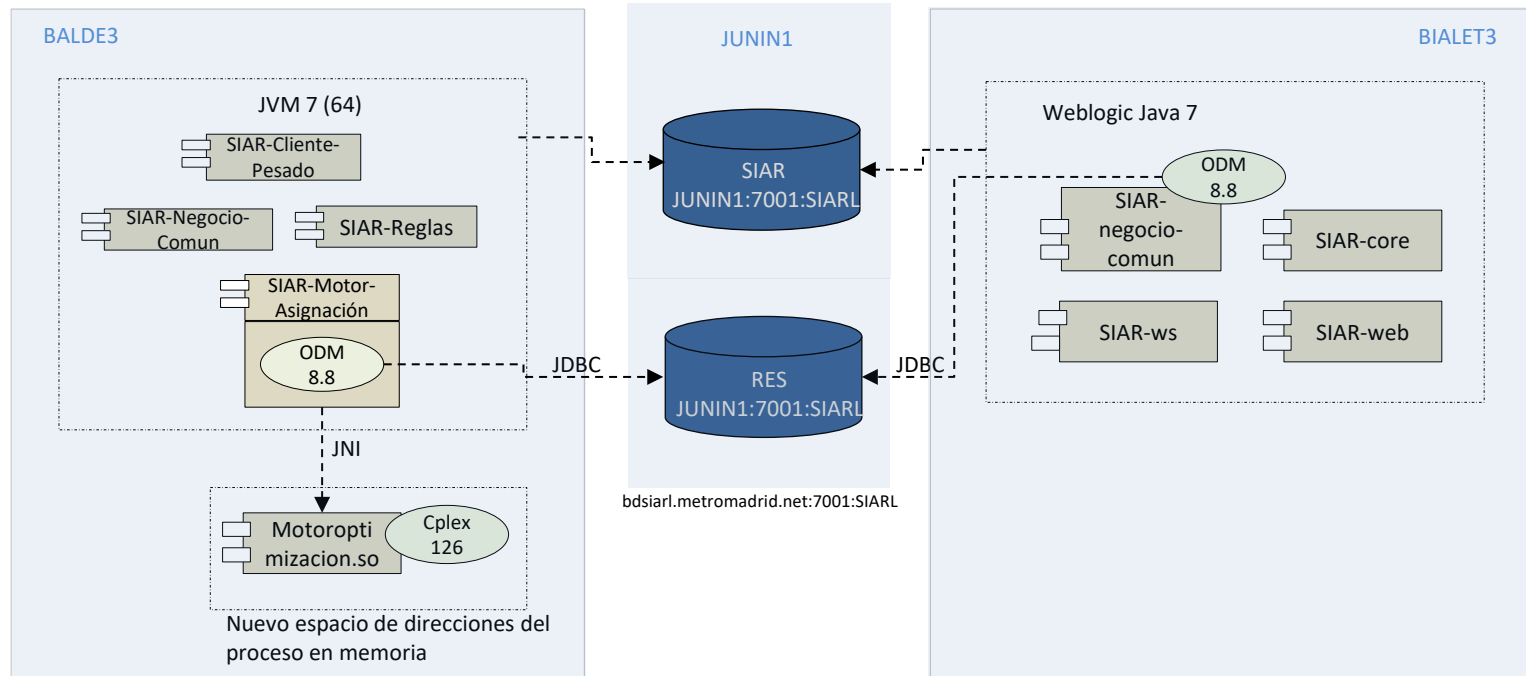 BALDE3
JVM 7 (64)
SIAR-Cliente-
Pesado
SIAR-Negocio-
Comun
SIAR-Reglas
SIAR-Motor-
Asignación
ODM
8.8
JNI
Motoropti
mizacion.so
Cplex
126
Nuevo espacio de direcciones del
proceso en memoria
JUNIN1
SIAR
JUNIN1:7001:SIARL
JDBC
RES
JUNIN1:7001:SIARL
JDBC
bdsiarl.metromadrid.net:7001:SIARL
BIALET3
Weblogic Java 7
ODM
8.8
SIAR-
negocio-
comun
SIAR-core
SIAR-ws
SIAR-web